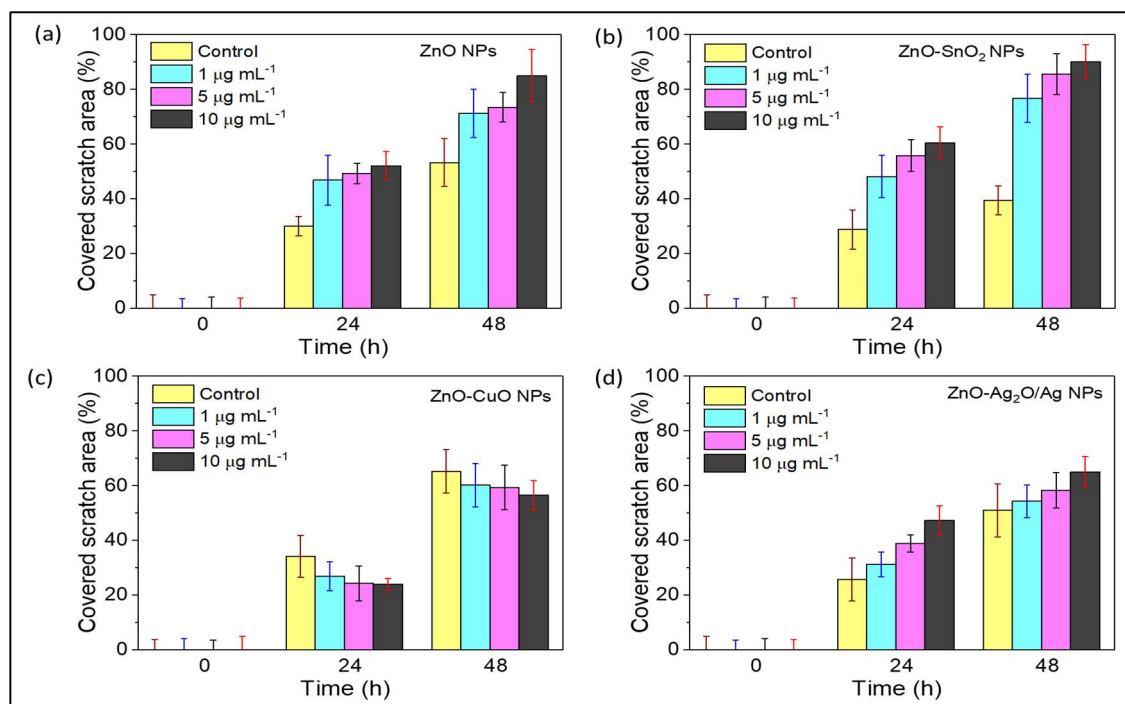 (a)
Control
1 μg mL⁻¹
5 μg mL⁻¹
10 μg mL⁻¹
ZnO NPs
Covered scratch area (%)
100
80
60
40
20
0
0 24 48
Time (h)
(b)
Control
1 μg mL⁻¹
5 μg mL⁻¹
10 μg mL⁻¹
ZnO-SnO₂ NPs
Covered scratch area (%)
100
80
60
40
20
0
0 24 48
Time (h)
(c)
Control
1 μg mL⁻¹
5 μg mL⁻¹
10 μg mL⁻¹
ZnO-CuO NPs
Covered scratch area (%)
100
80
60
40
20
0
0 24 48
Time (h)
(d)
Control
1 μg mL⁻¹
5 μg mL⁻¹
10 μg mL⁻¹
ZnO-Ag₂O/Ag NPs
Covered scratch area (%)
100
80
60
40
20
0
0 24 48
Time (h)